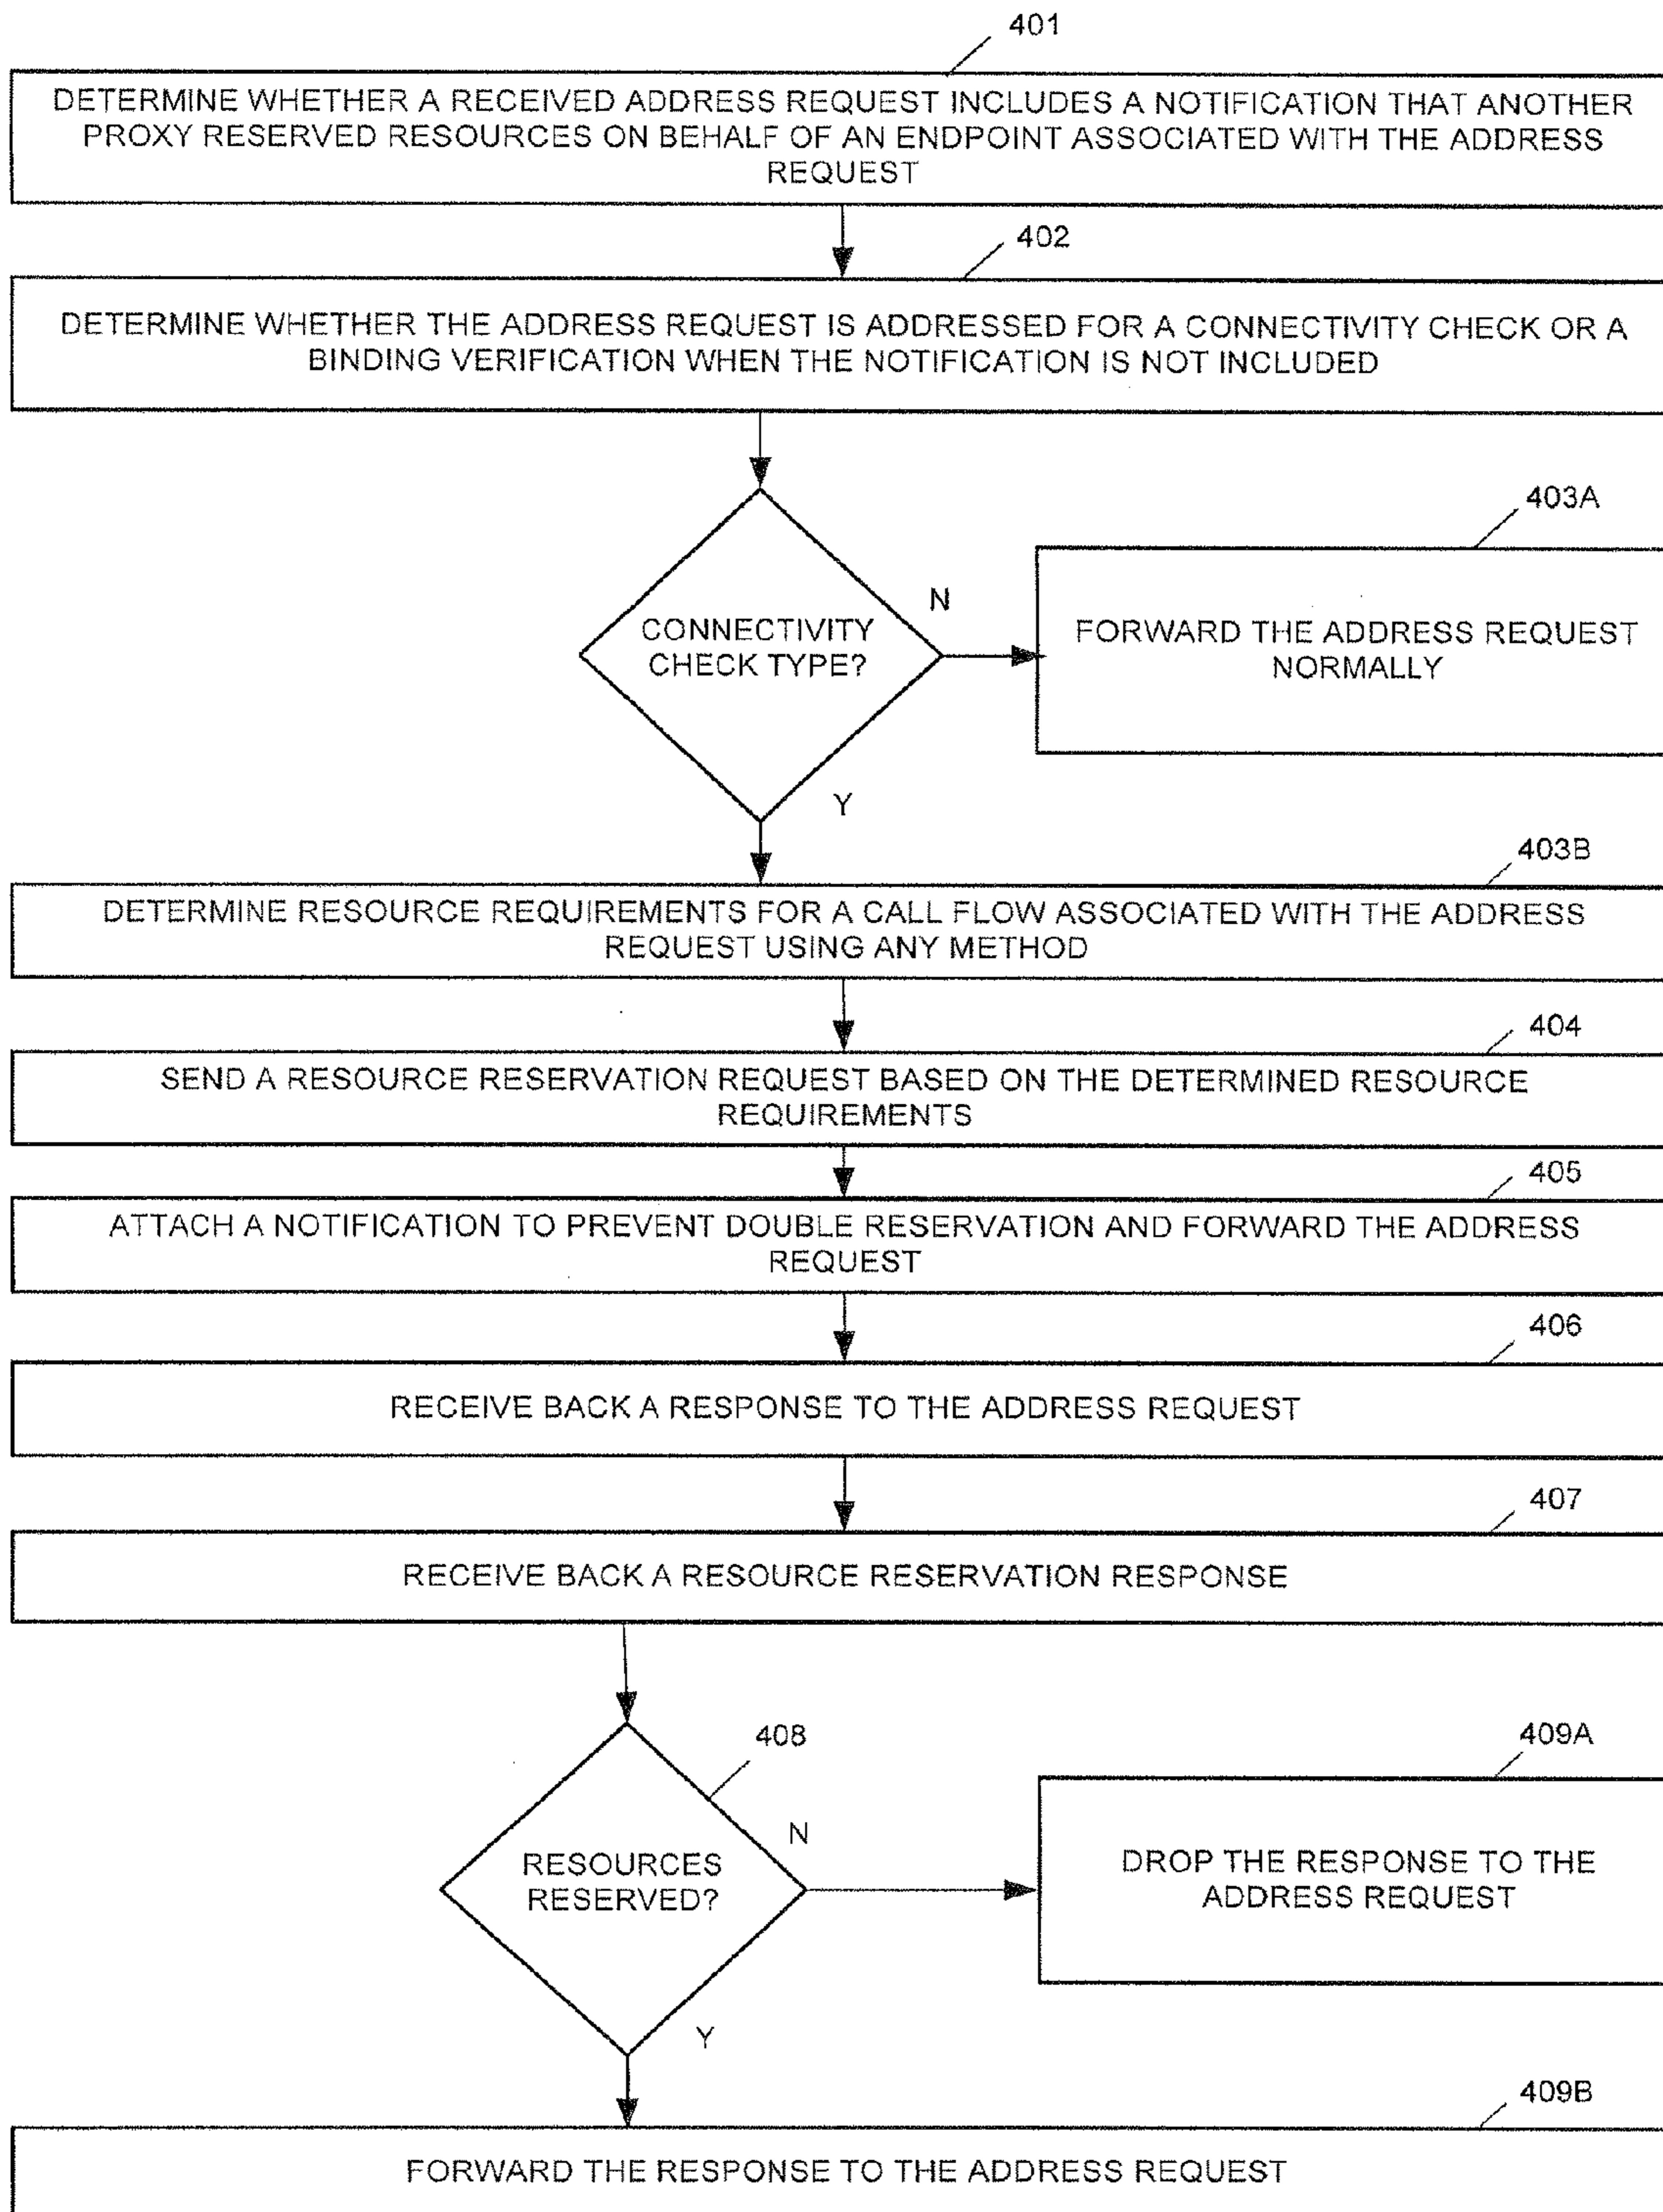 401
DETERMINE WHETHER A RECEIVED ADDRESS REQUEST INCLUDES A NOTIFICATION THAT ANOTHER
PROXY RESERVED RESOURCES ON BEHALF OF AN ENDPOINT ASSOCIATED WITH THE ADDRESS
REQUEST
402
DETERMINE WHETHER THE ADDRESS REQUEST IS ADDRESSED FOR A CONNECTIVITY CHECK OR A
BINDING VERIFICATION WHEN THE NOTIFICATION IS NOT INCLUDED
403A
N
CONNECTIVITY
CHECK TYPE?
FORWARD THE ADDRESS REQUEST
NORMALLY
Y
403B
DETERMINE RESOURCE REQUIREMENTS FOR A CALL FLOW ASSOCIATED WITH THE ADDRESS
REQUEST USING ANY METHOD
404
SEND A RESOURCE RESERVATION REQUEST BASED ON THE DETERMINED RESOURCE
REQUIREMENTS
405
ATTACH A NOTIFICATION TO PREVENT DOUBLE RESERVATION AND FORWARD THE ADDRESS
REQUEST
406
RECEIVE BACK A RESPONSE TO THE ADDRESS REQUEST
407
RECEIVE BACK A RESOURCE RESERVATION RESPONSE
408
409A
N
RESOURCES
RESERVED?
DROP THE RESPONSE TO THE
ADDRESS REQUEST
Y
409B
FORWARD THE RESPONSE TO THE ADDRESS REQUEST